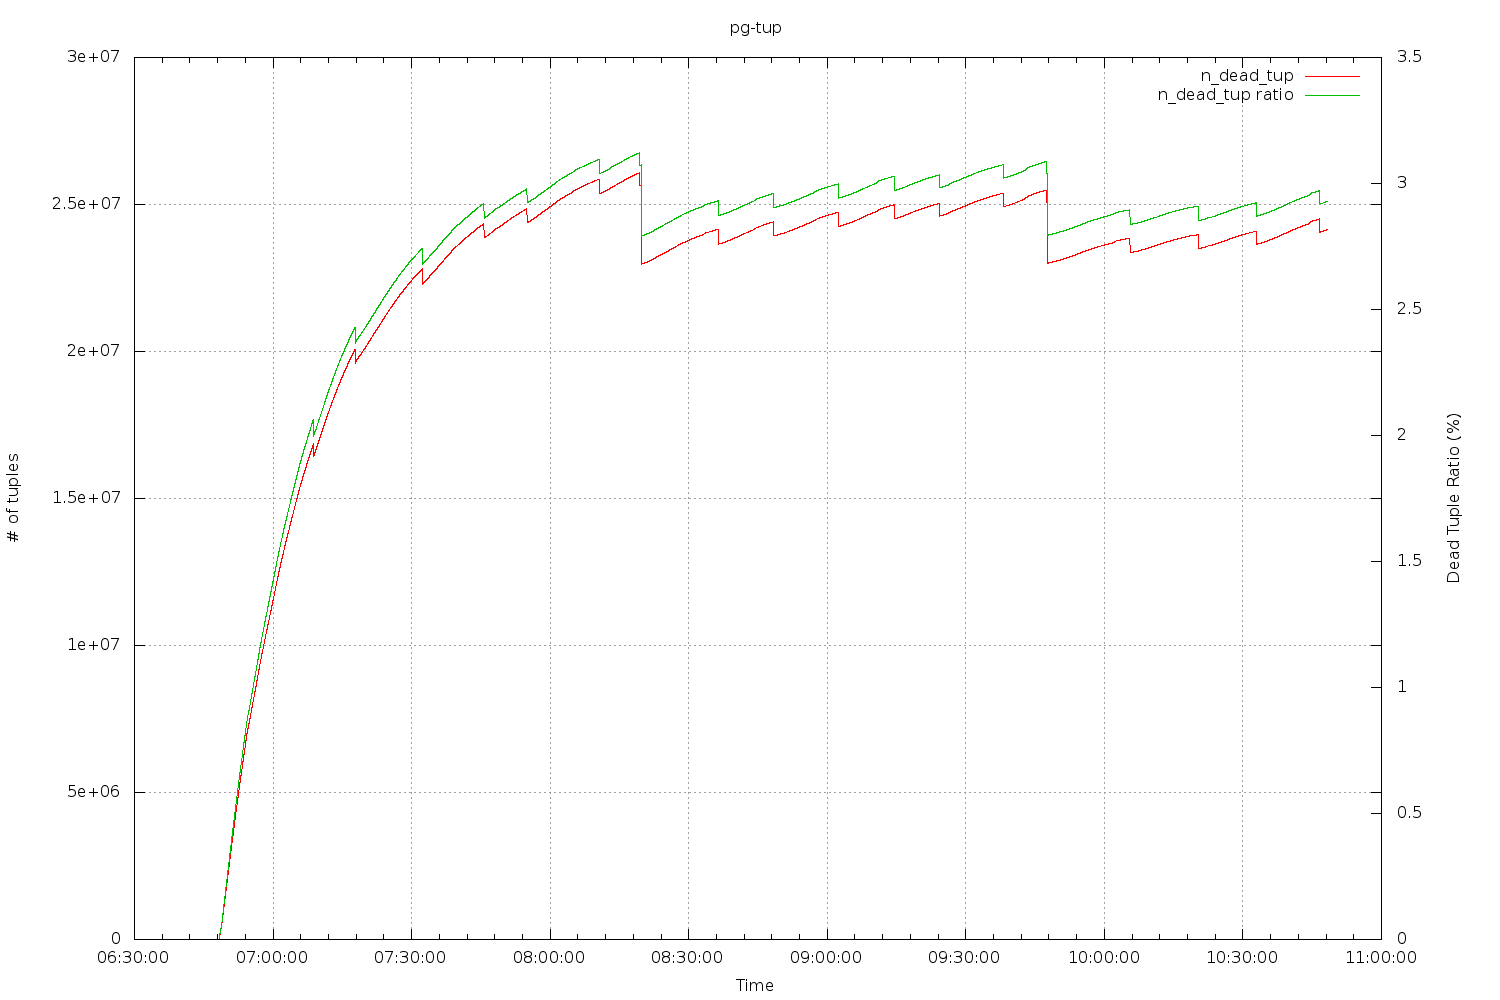 pg-tup
n_dead_tup
n_dead_tup ratio
3e+07
2.5e+07
2e+07
1.5e+07
1e+07
5e+06
0
3.5
3
2.5
2
1.5
1
0.5
0
# of tuples
Dead Tuple Ratio (%)
06:30:00 07:00:00 07:30:00 08:00:00 08:30:00 09:00:00 09:30:00 10:00:00 10:30:00 11:00:00
Time